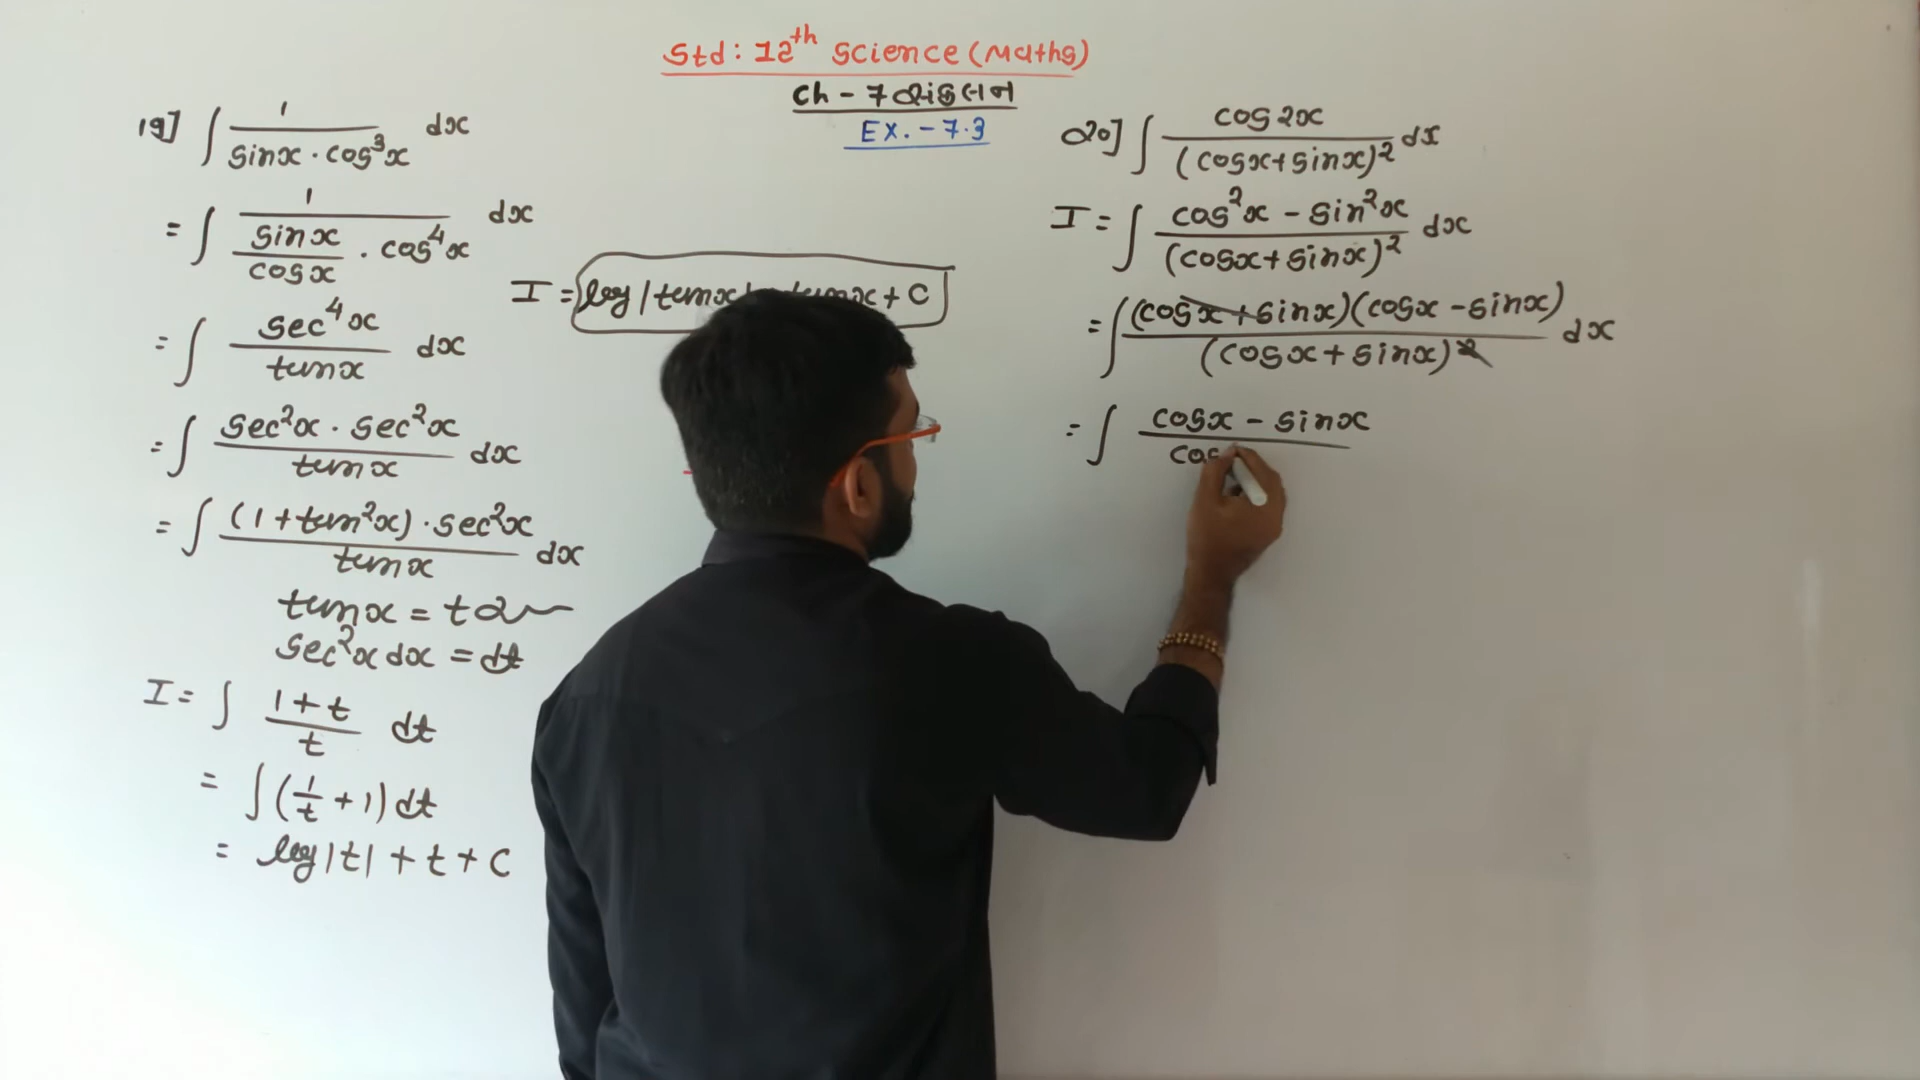 Std: 12th Science (Maths)
Ch - 7 સંકલન
Ex. - 7.3
19] ∫ 1 / (sinx · cos³x) dx
= ∫ 1 / (sinx/cosx · cos⁴x) dx
= ∫ sec⁴x / tanx dx
= ∫ sec²x · sec²x / tanx dx
= ∫ (1 + tan²x) · sec²x / tanx dx
tanx = t
sec²x dx = dt
I = ∫ (1 + t) / t dt
= ∫ (1/t + 1) dt
= log|t| + t + C
I = log|tanx tanx + C
20] ∫ cos2x / (cosx + sinx)² dx
I = ∫ (cos²x - sin²x) / (cosx + sinx)² dx
= ∫ (cosx + sinx)(cosx - sinx) / (cosx + sinx)² dx
= ∫ (cosx - sinx) / cos